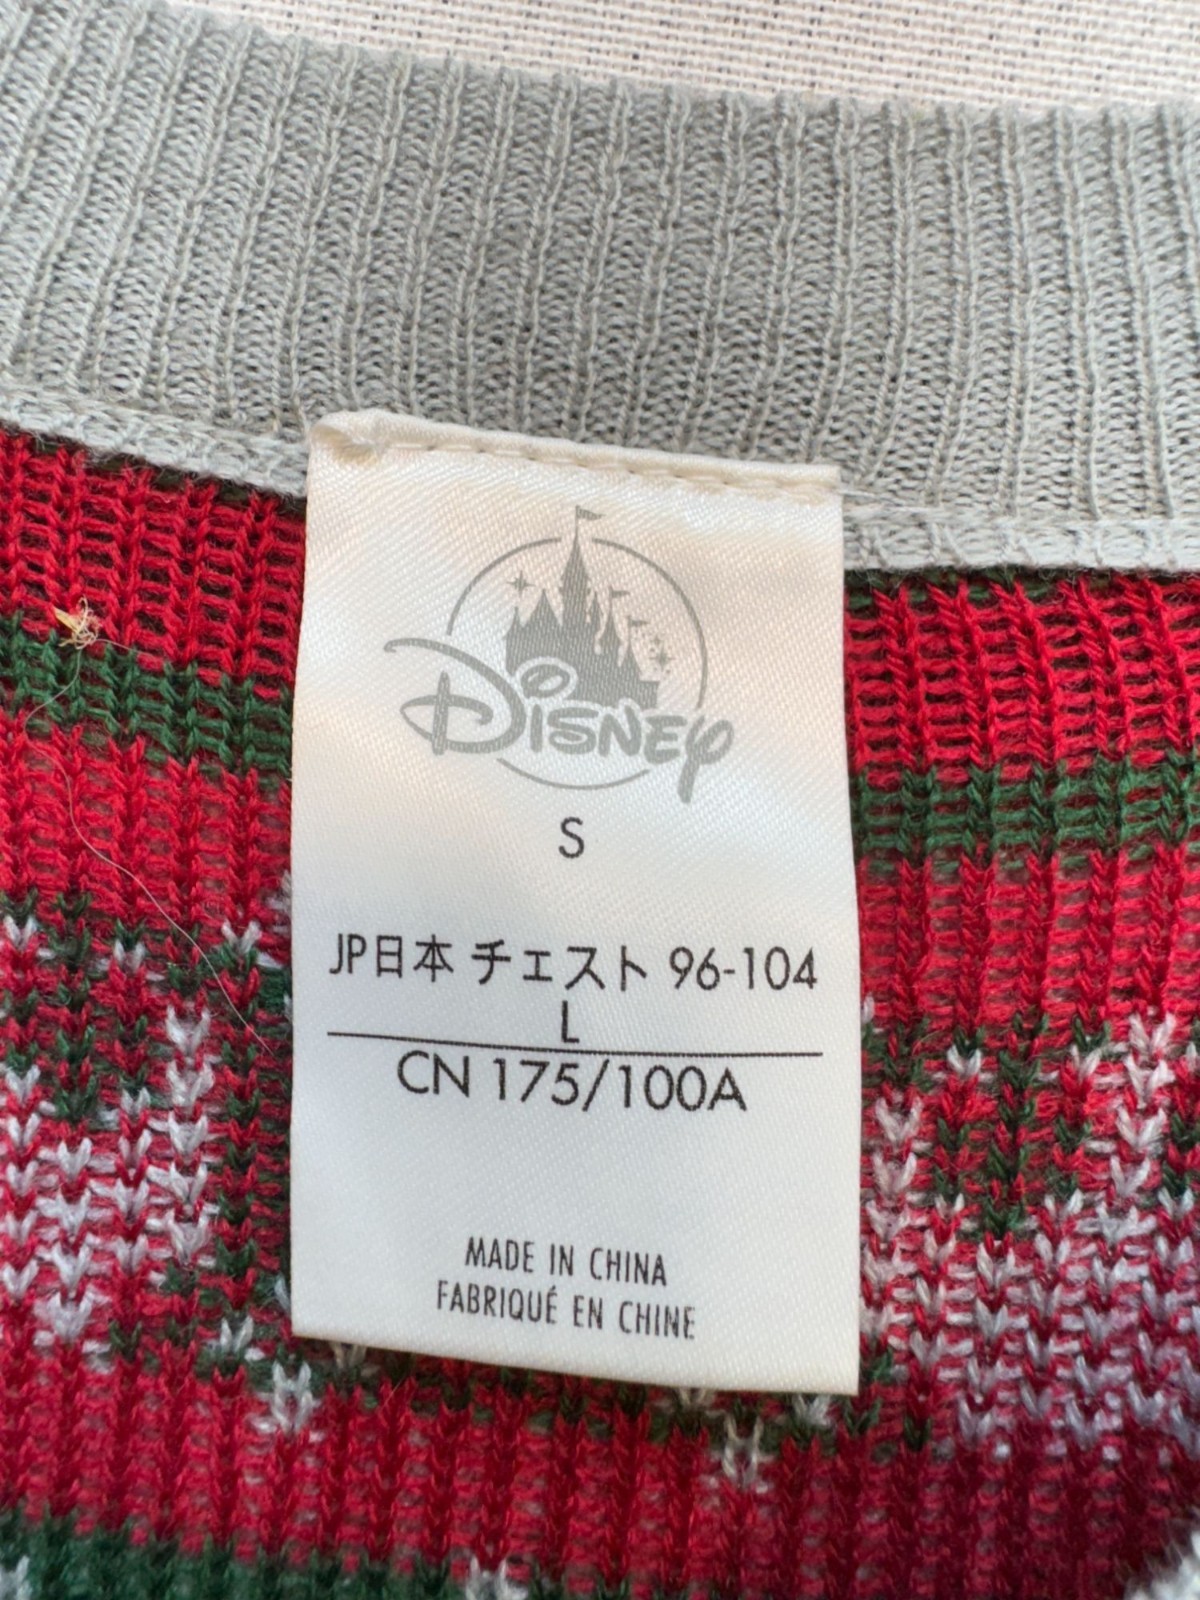 Disney
S
JP日本 チェスト 96-104
L
CN 175/100A
MADE IN CHINA
FABRIQUÉ EN CHINE